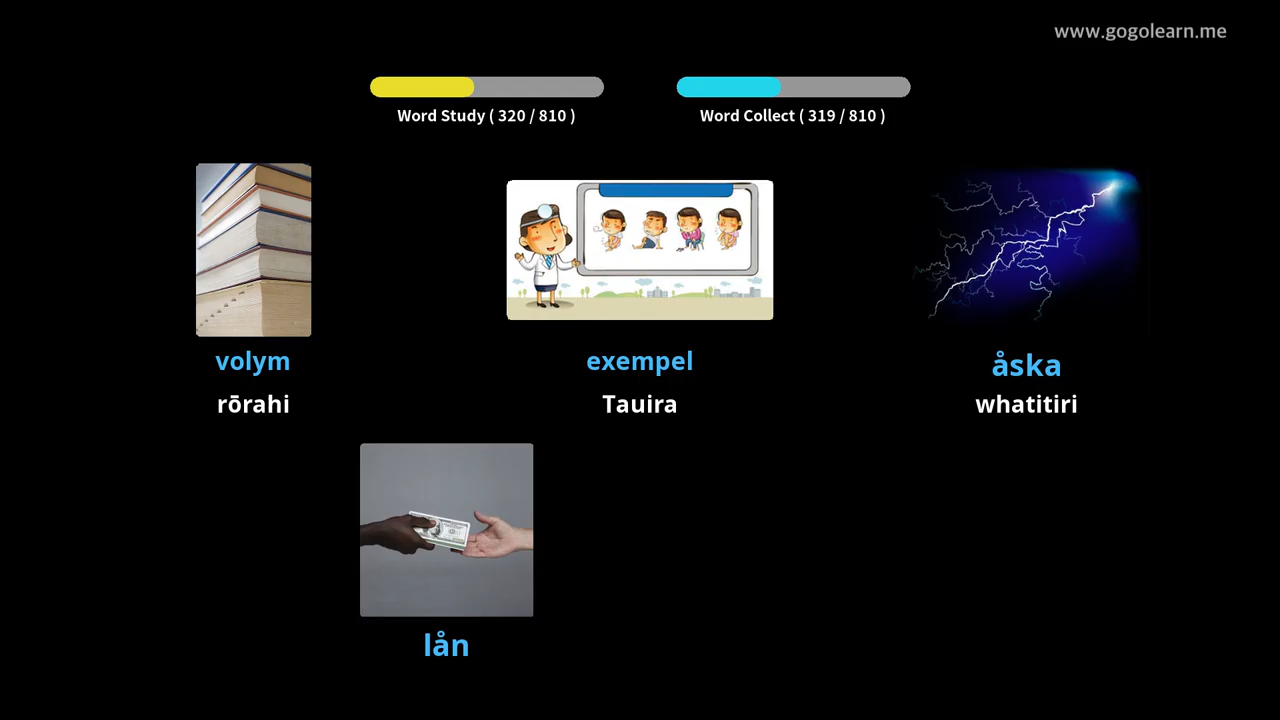 www.gogolearn.me
Word Study ( 320 / 810 )
Word Collect ( 319 / 810 )
volym
exempel
åska
rōrahi
Tauira
whatitiri
lån